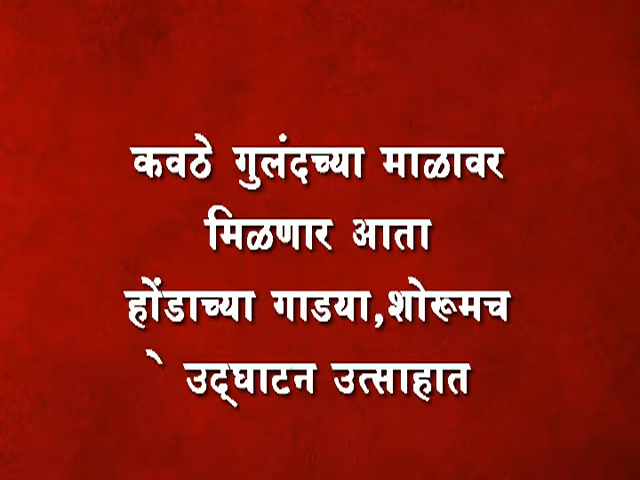 कवठे गुलंदच्या माळावर
मिळणार आता
होंडाच्या गाडया,शोरूमच
े उद्घाटन उत्साहात